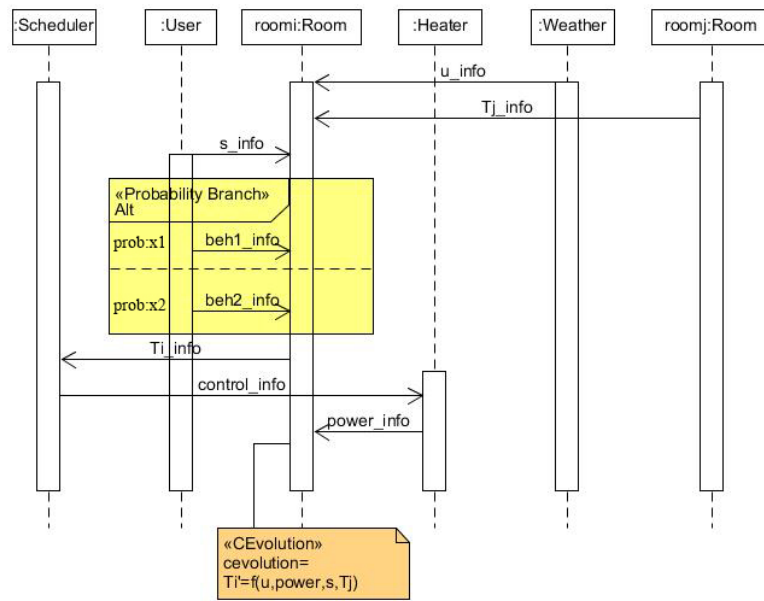 :Scheduler
:User
roomi:Room
:Heater
:Weather
roomj:Room
u_info
Tj_info
s_info
«Probability Branch»
Alt
prob:x1
beh1_info
prob:x2
beh2_info
Ti_info
control_info
power_info
«CEvolution»
cevolution=
Ti'=f(u,power,s,Tj)